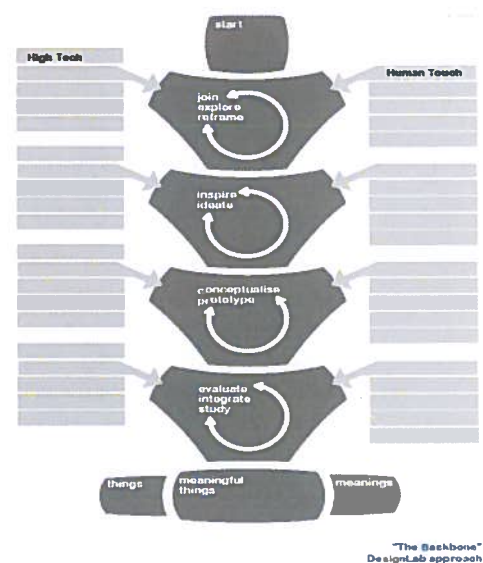 start
High Tech
Human Touch
join
explore
reframe
inspire
ideate
conceptualise
prototype
evaluate
integrate
study
things
meaningful
things
meanings
"The Backbone"
DesignLab approach